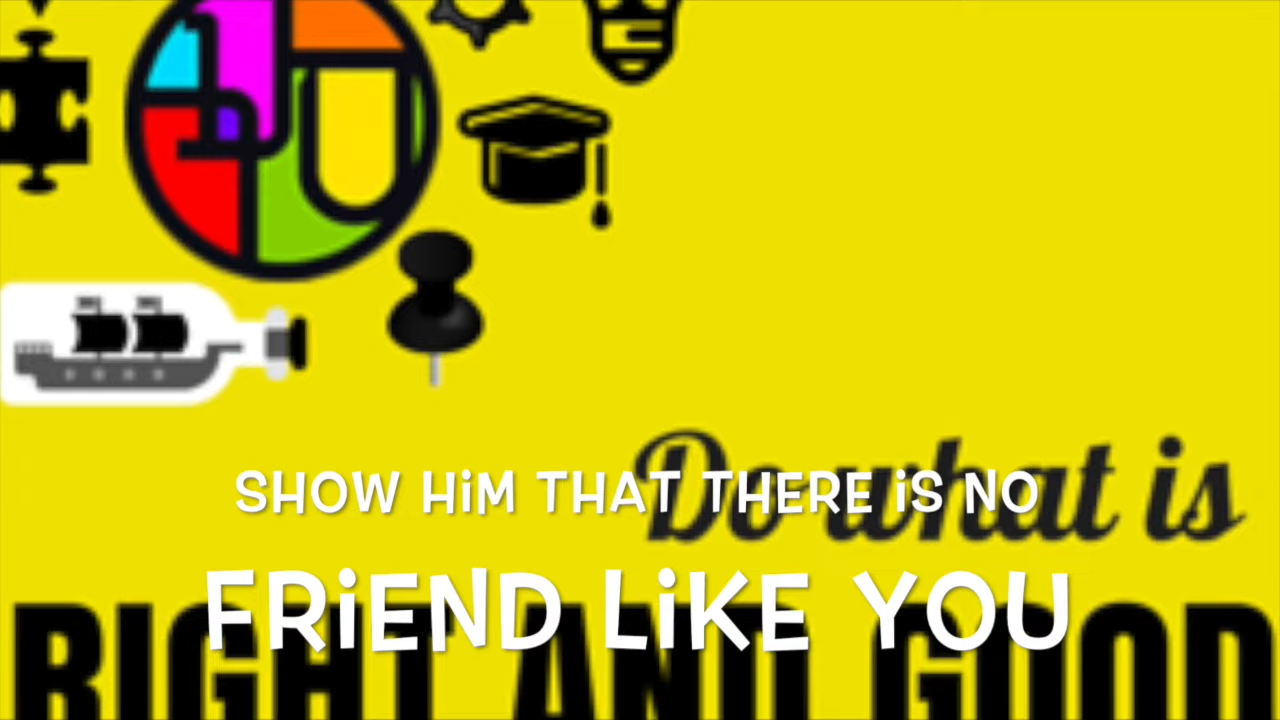 SHOW HiM THAT THERE iS NO
Do what is
FRiEND LiKE YOU
RIGHT AND GOOD